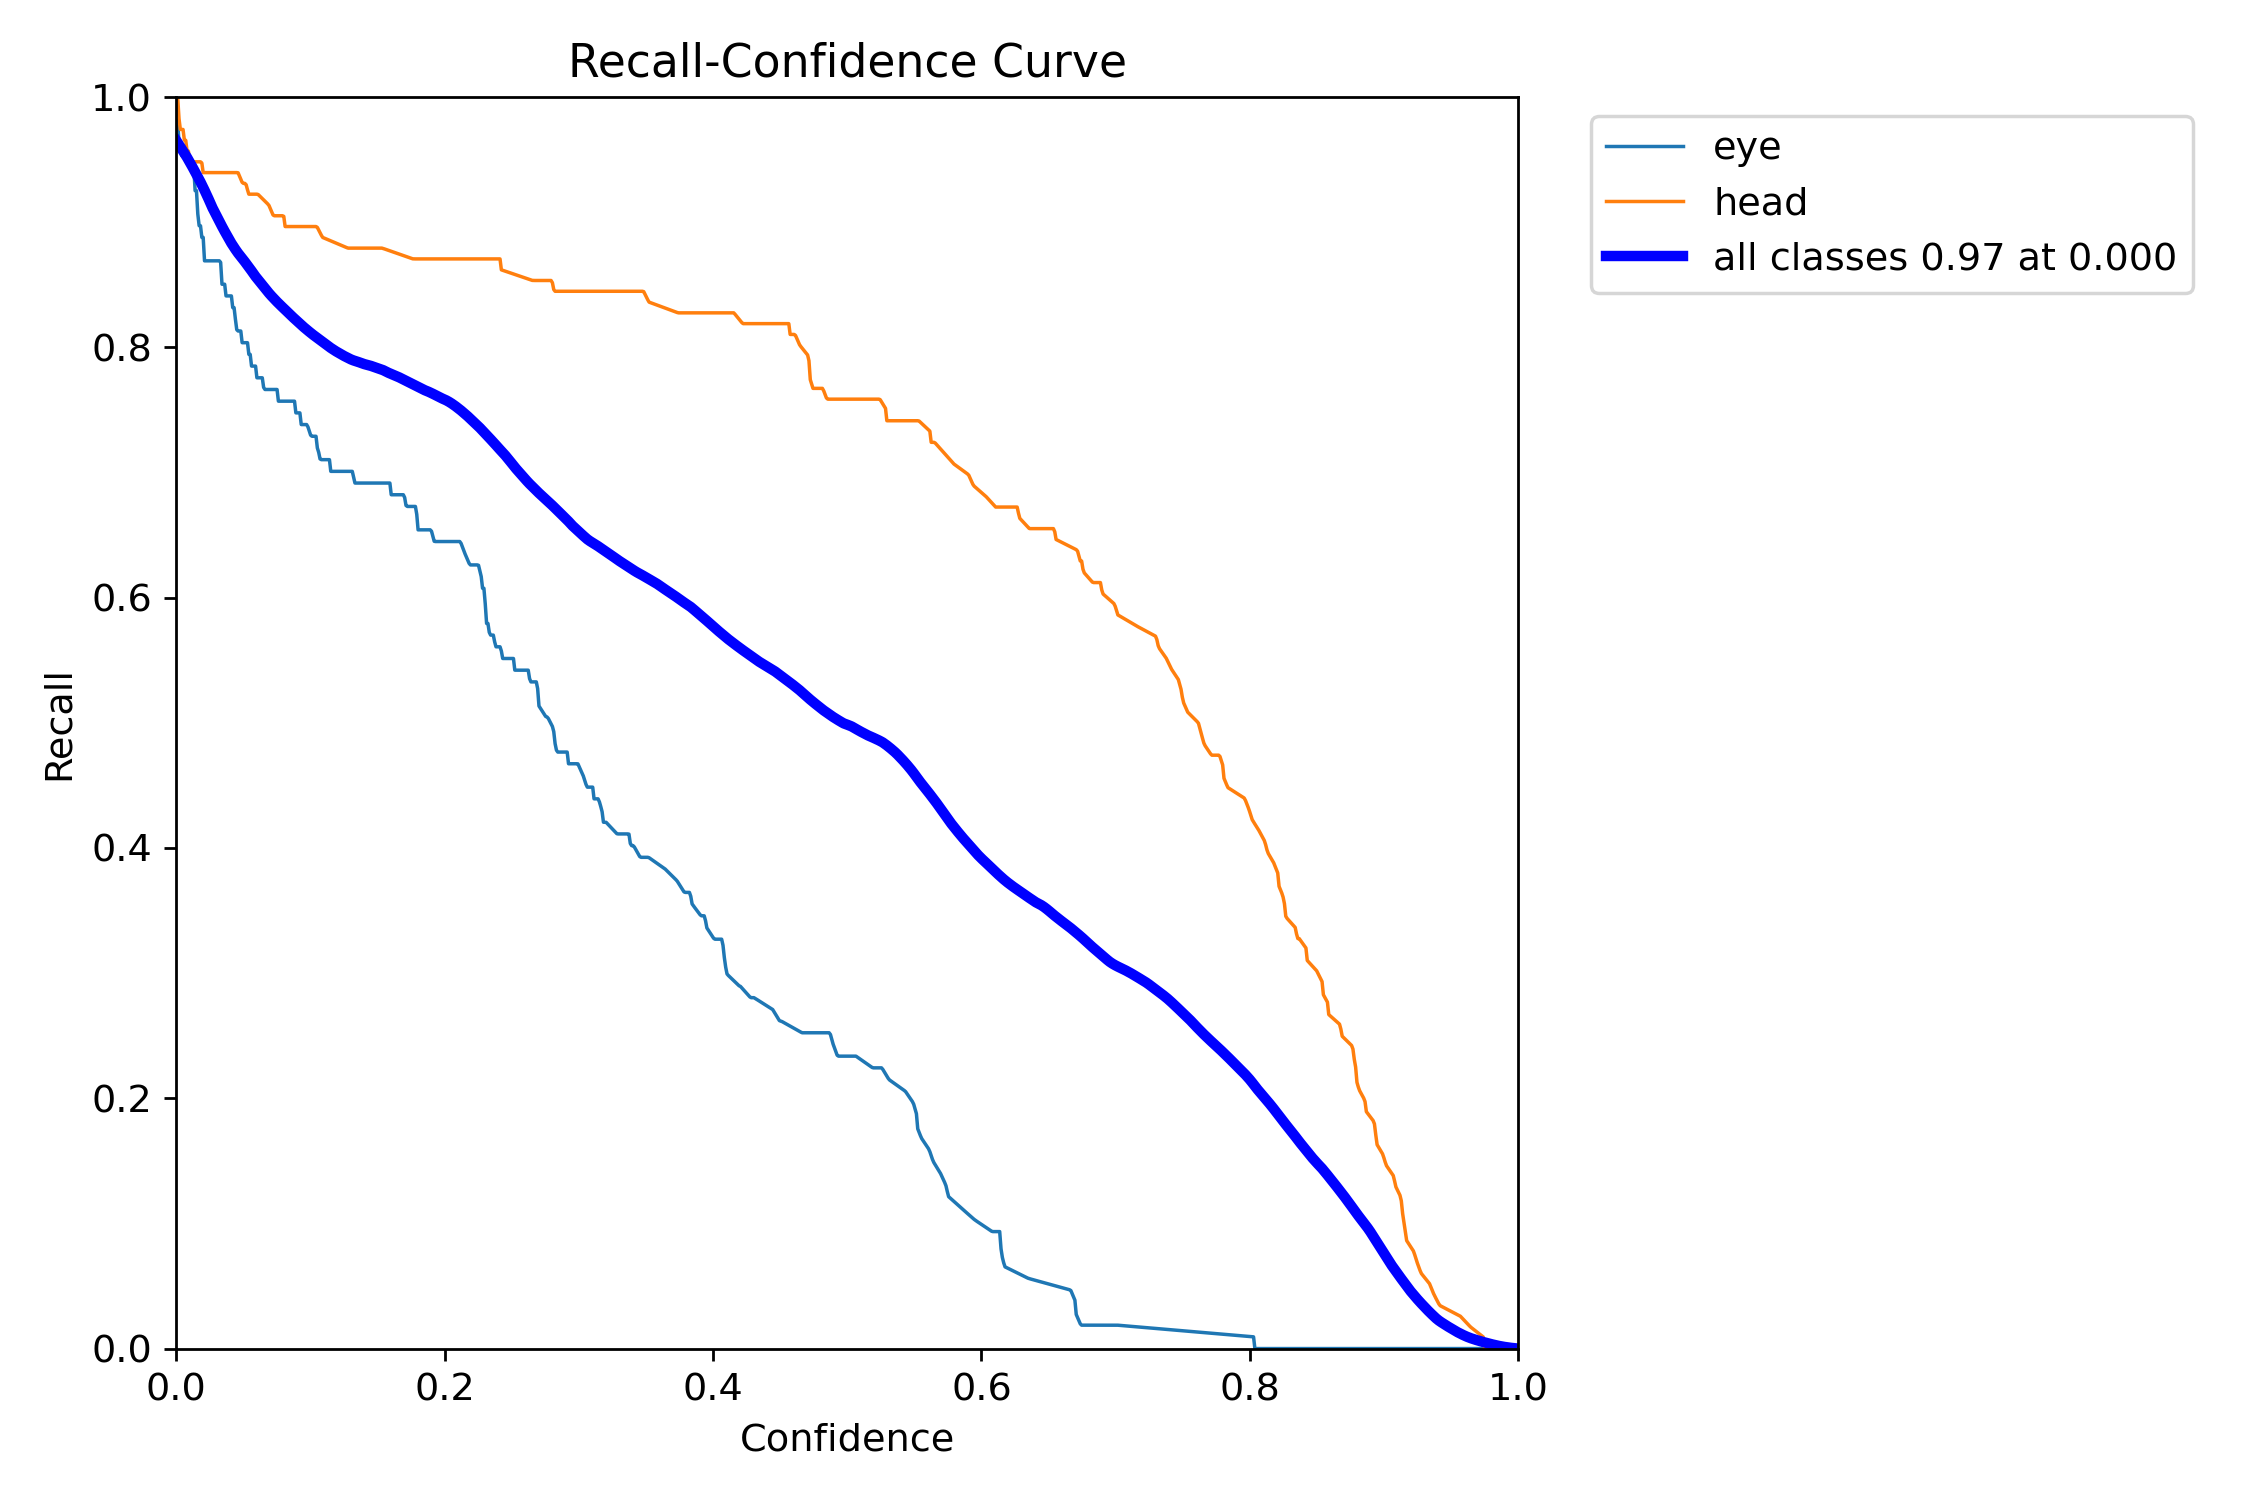 Recall-Confidence Curve
1.0
0.8
0.6
0.4
0.2
0.0
Recall
0.0 0.2 0.4 0.6 0.8 1.0
Confidence
eye
head
all classes 0.97 at 0.000